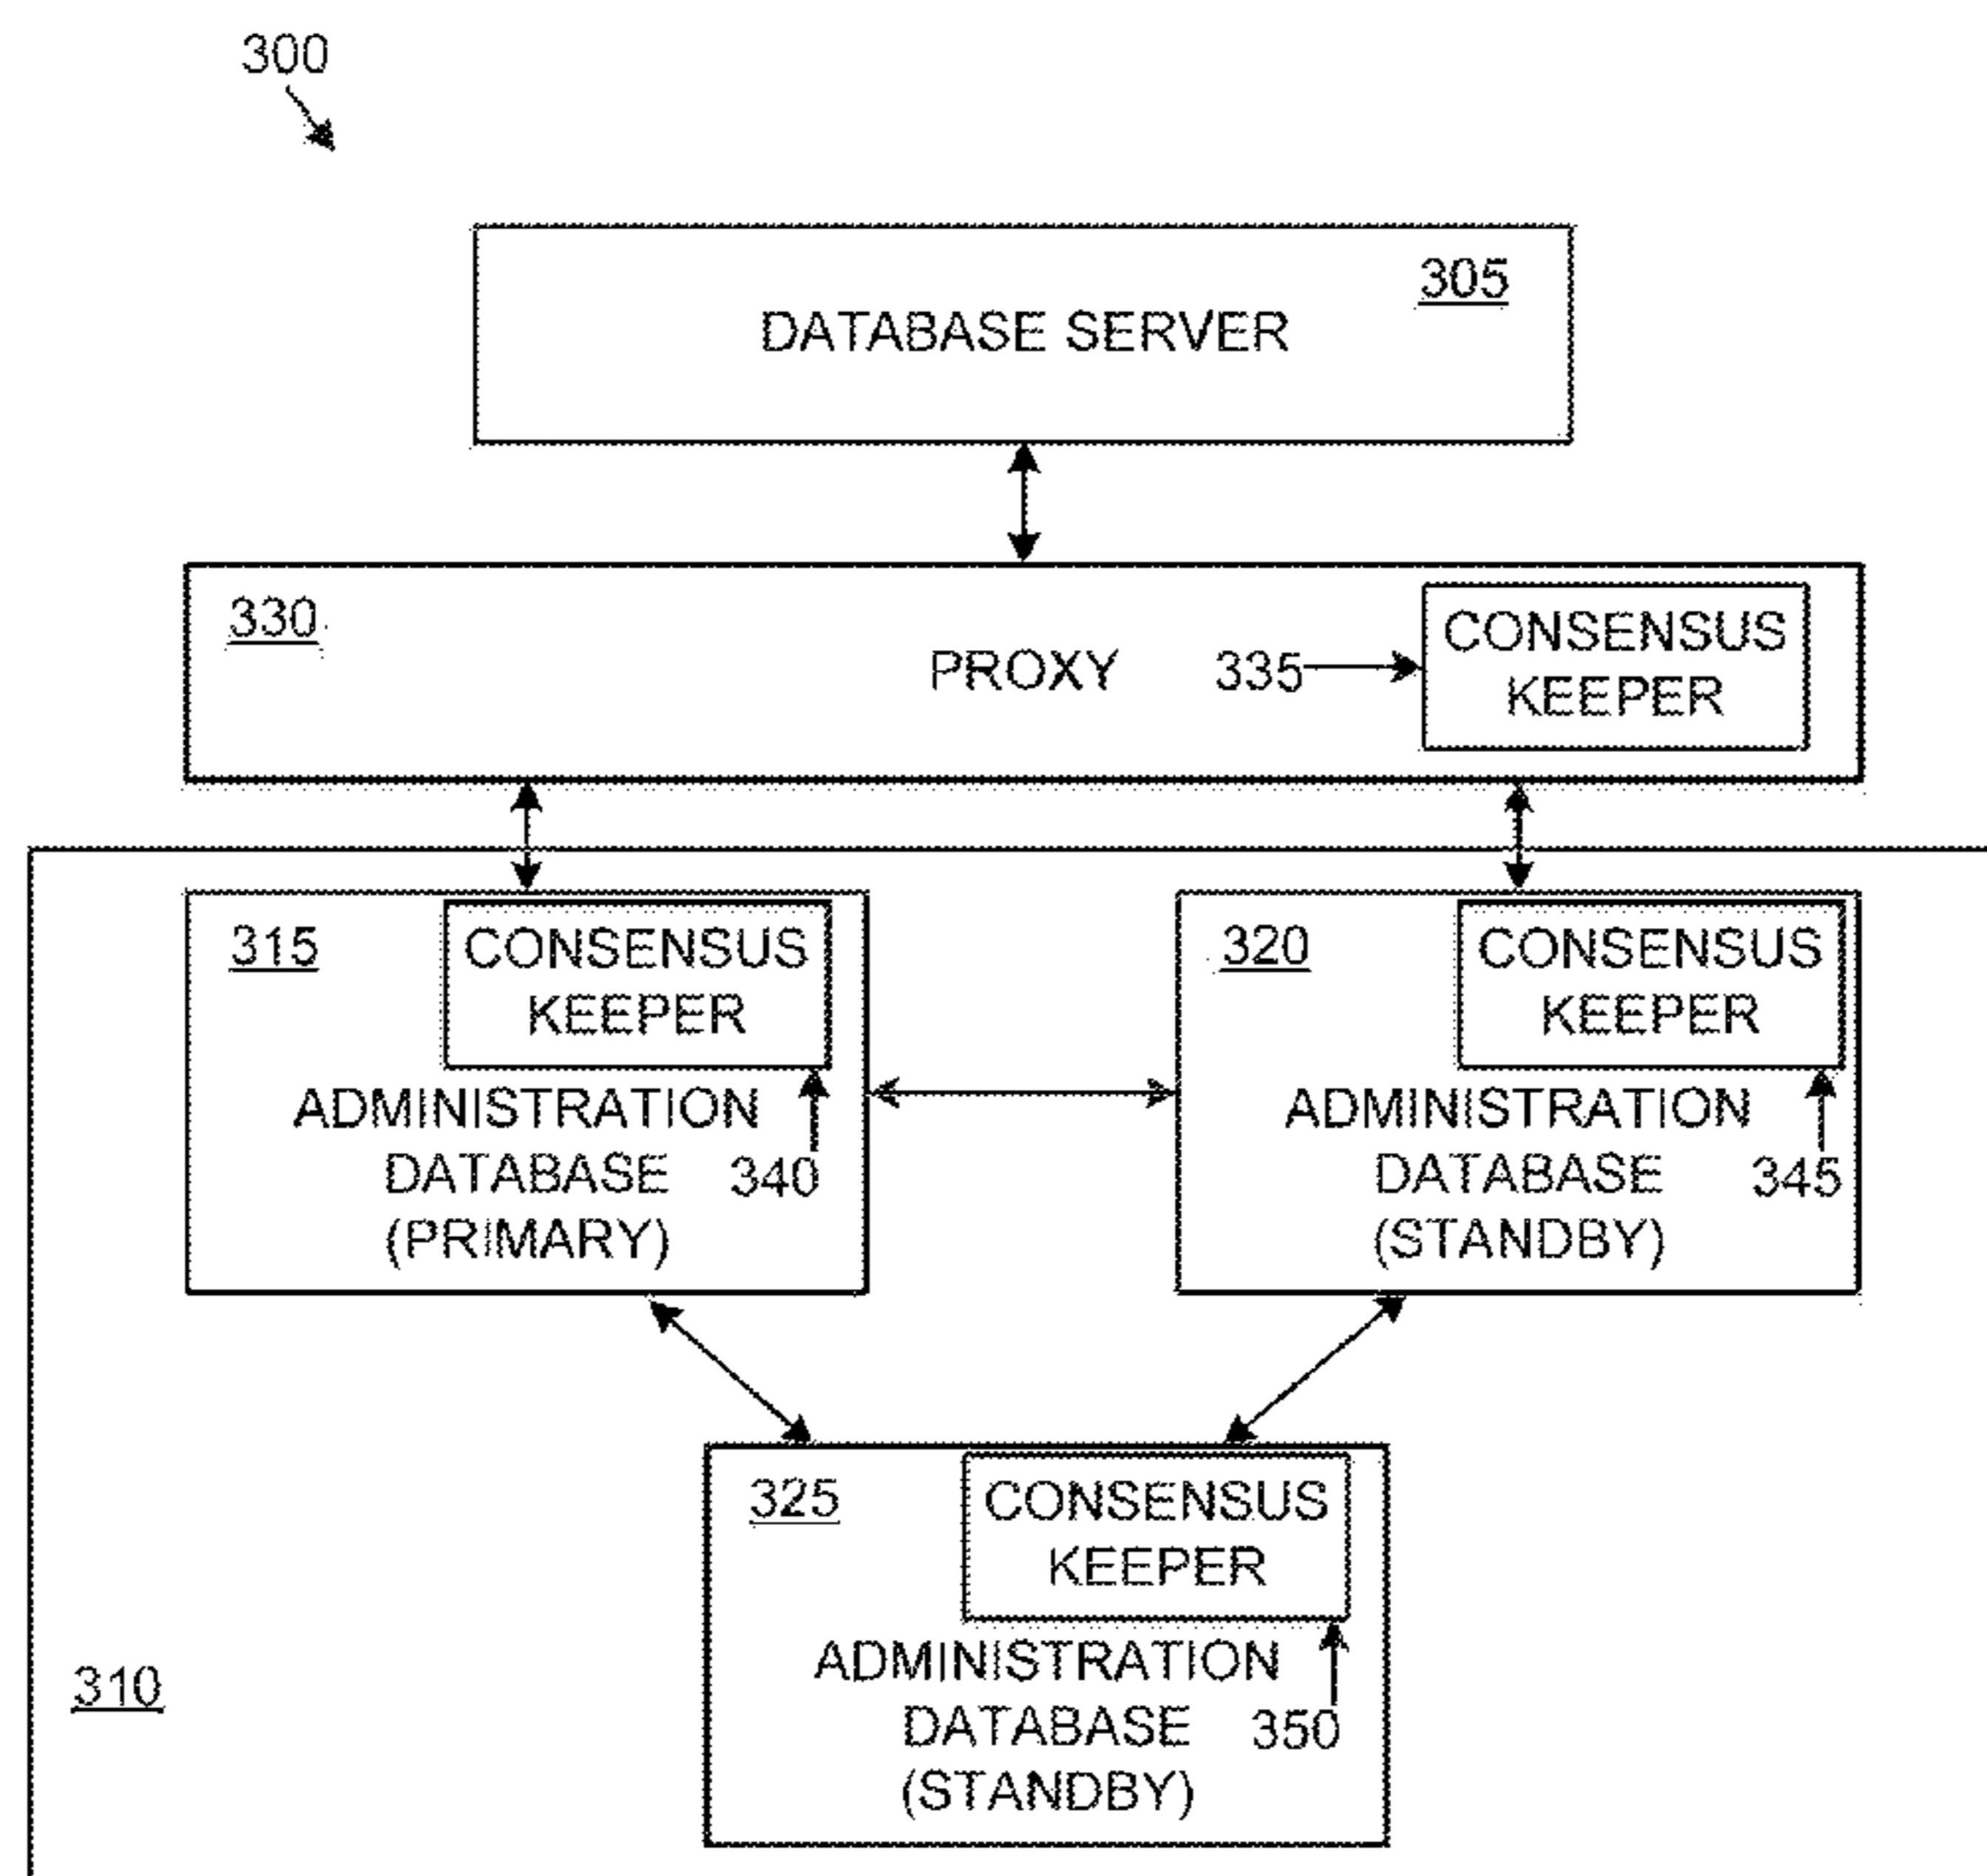 300
305
DATABASE SERVER
330
PROXY
335
CONSENSUS
KEEPER
315
CONSENSUS
KEEPER
ADMINISTRATION
DATABASE
340
(PRIMARY)
320
CONSENSUS
KEEPER
ADMINISTRATION
DATABASE
345
(STANDBY)
325
CONSENSUS
KEEPER
ADMINISTRATION
DATABASE
350
(STANDBY)
310